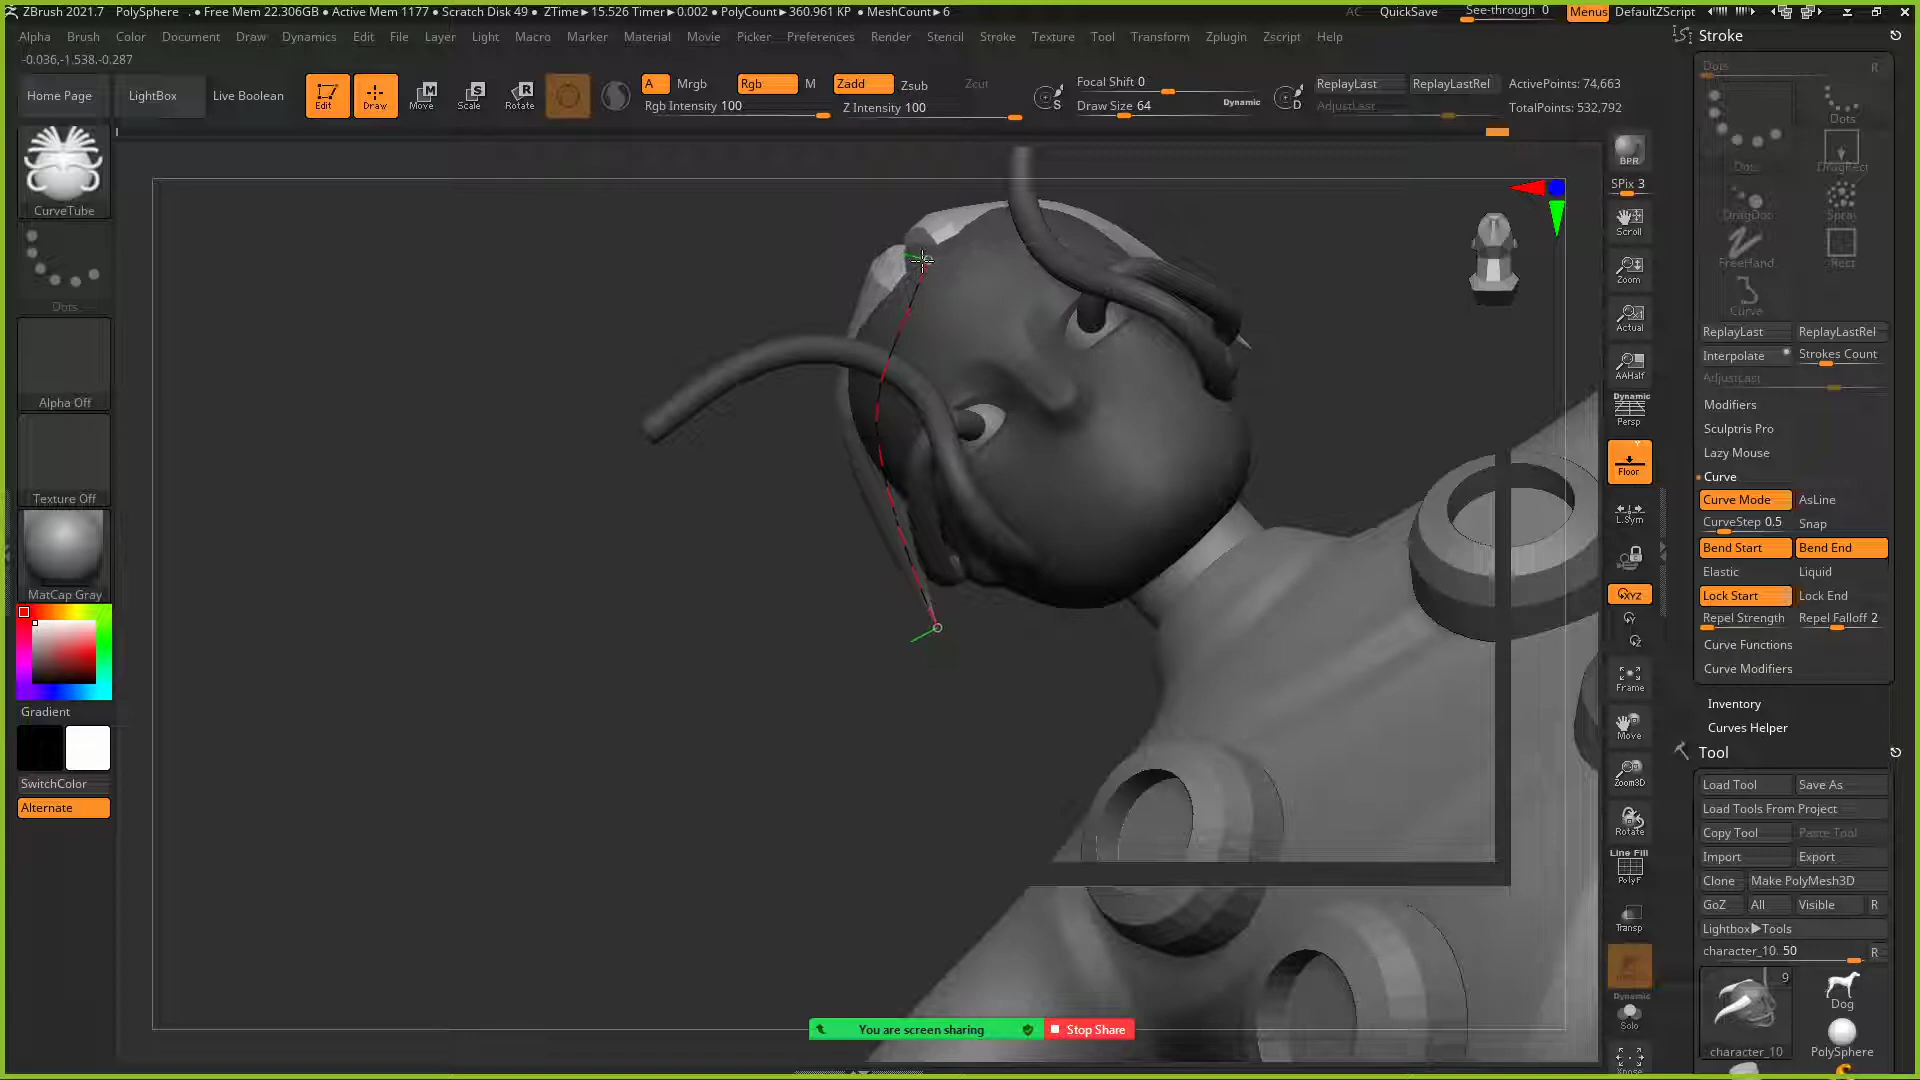 ZBrush 2021.7 PolySphere . • Free Mem 22.306GB • Active Mem 1177 • Scratch Disk 49 • ZTime►15.526 Timer►0.002 • PolyCount►360.961 KP • MeshCount►6
AC QuickSave See-through 0 Menus DefaultZScript
Alpha Brush Color Document Draw Dynamics Edit File Layer Light Macro Marker Material Movie Picker Preferences Render Stencil Stroke Texture Tool Transform Zplugin Zscript Help
-0.036,-1.538,-0.287
Home Page LightBox Live Boolean Edit Draw Move Scale Rotate
A Mrgb Rgb M Zadd Zsub Zcut
Rgb Intensity 100 Z Intensity 100
Focal Shift 0
Draw Size 64 Dynamic
ReplayLast ReplayLastRel ActivePoints: 74,663
AdjustLast TotalPoints: 532,792
CurveTube
Dots
Alpha Off
Texture Off
MatCap Gray
Gradient
SwitchColor
Alternate
BPR
SPix 3
Scroll
Zoom
Actual
AAHalf
Dynamic
Persp
Floor
L.Sym
XYZ
Frame
Move
Zoom3D
Rotate
Line Fill
PolyF
Transp
Dynamic
Solo
Xpose
Stroke
Dots R
Dots
Dots DragRect
DragDot Spray
FreeHand Rect
Curve
ReplayLast ReplayLastRel
Interpolate Strokes Count
AdjustLast
Modifiers
Sculptris Pro
Lazy Mouse
Curve
Curve Mode AsLine
CurveStep 0.5 Snap
Bend Start Bend End
Elastic Liquid
Lock Start Lock End
Repel Strength Repel Falloff 2
Curve Functions
Curve Modifiers
Inventory
Curves Helper
Tool
Load Tool Save As
Load Tools From Project
Copy Tool Paste Tool
Import Export
Clone Make PolyMesh3D
GoZ All Visible R
Lightbox►Tools
character_10. 50 R
9
character_10 Dog
PolySphere
You are screen sharing Stop Share